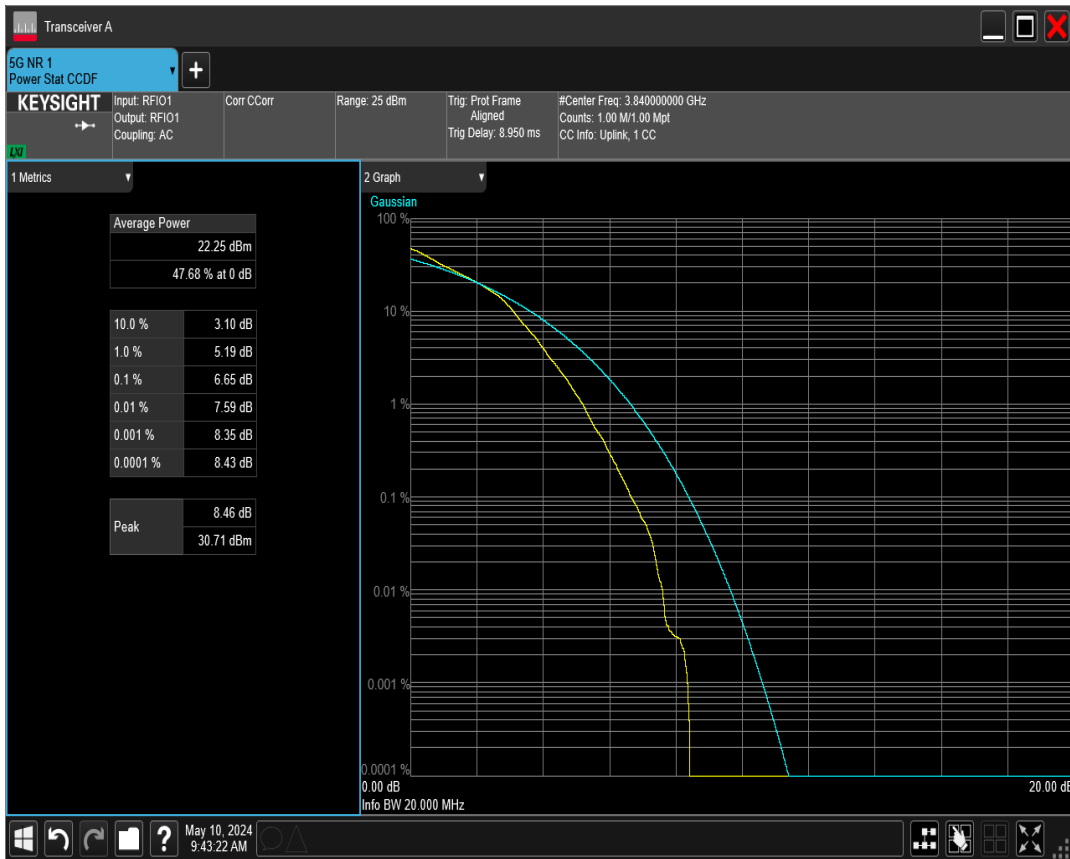 Transceiver A
5G NR 1
Power Stat CCDF
KEYSIGHT
LXI
Input: RFIO1
Output: RFIO1
Coupling: AC
Corr CCorr
Range: 25 dBm
Trig: Prot Frame
Aligned
Trig Delay: 8.950 ms
#Center Freq: 3.840000000 GHz
Counts: 1.00 M/1.00 Mpt
CC Info: Uplink, 1 CC
1 Metrics
Average Power
22.25 dBm
47.68 % at 0 dB
10.0 % 3.10 dB
1.0 % 5.19 dB
0.1 % 6.65 dB
0.01 % 7.59 dB
0.001 % 8.35 dB
0.0001 % 8.43 dB
Peak 8.46 dB
30.71 dBm
2 Graph
Gaussian
100 %
10 %
1 %
0.1 %
0.01 %
0.001 %
0.0001 %
0.00 dB 20.00 dB
Info BW 20.000 MHz
? May 10, 2024
9:43:22 AM